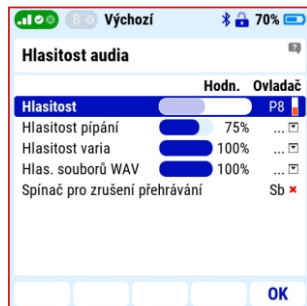 B Výchozí 70%
Hlasitost audia
Hodn. Ovladač
Hlasitost P8
Hlasitost pípání 75% ...
Hlasitost varia 100% ...
Hlas. souborů WAV 100% ...
Spínač pro zrušení přehrávání Sb
OK